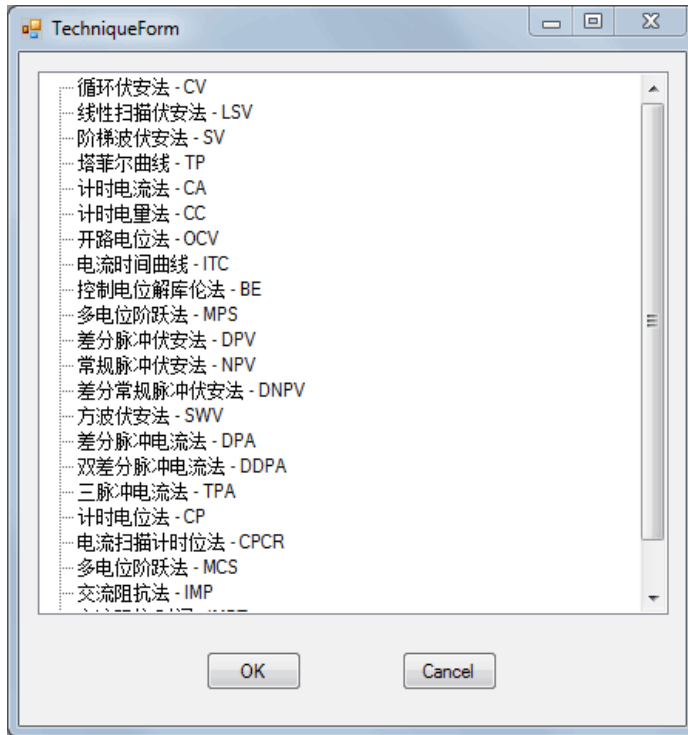 TechniqueForm
循环伏安法 - CV
线性扫描伏安法 - LSV
阶梯波伏安法 - SV
塔菲尔曲线 - TP
计时电流法 - CA
计时电量法 - CC
开路电位法 - OCV
电流时间曲线 - ITC
控制电位解库伦法 - BE
多电位阶跃法 - MPS
差分脉冲伏安法 - DPV
常规脉冲伏安法 - NPV
差分常规脉冲伏安法 - DNPV
方波伏安法 - SWV
差分脉冲电流法 - DPA
双差分脉冲电流法 - DDPA
三脉冲电流法 - TPA
计时电位法 - CP
电流扫描计时位法 - CPCR
多电位阶跃法 - MCS
交流阻抗法 - IMP
OK Cancel